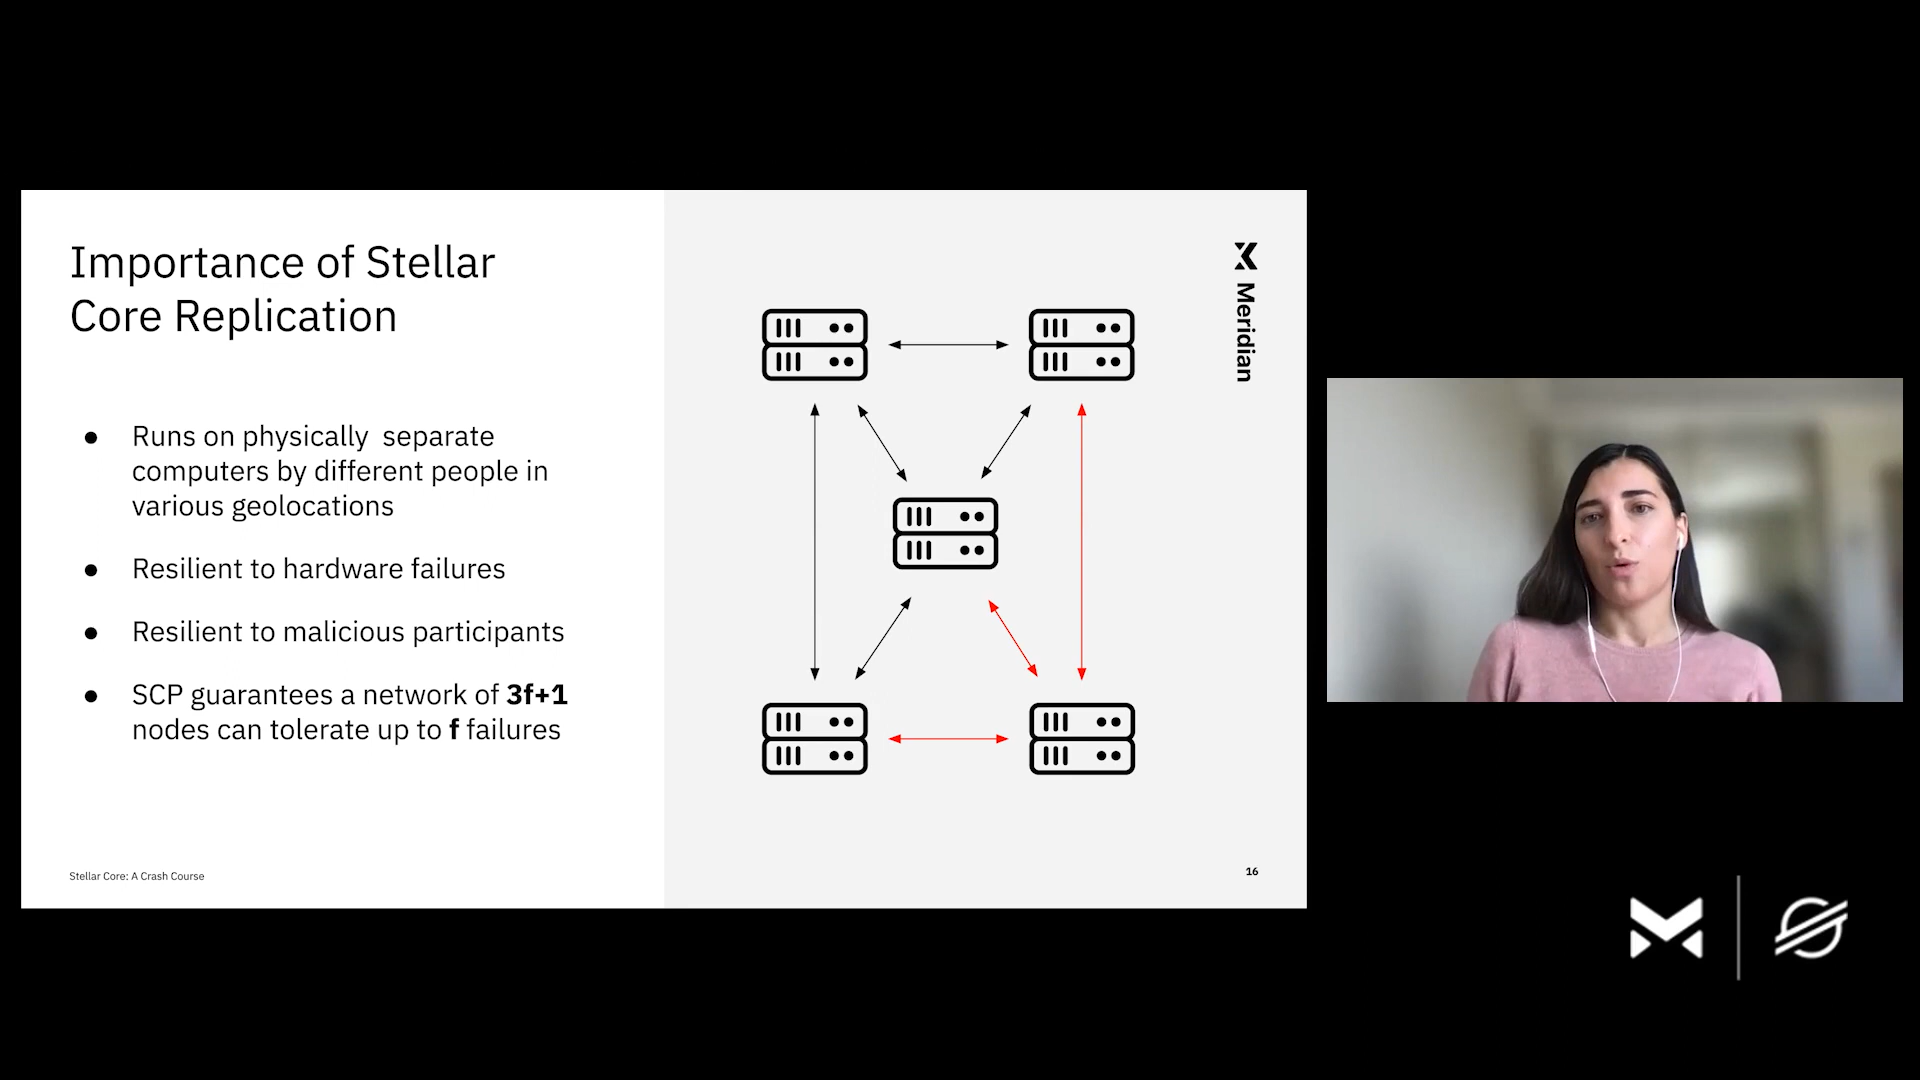 Importance of Stellar
Core Replication
● Runs on physically  separate
computers by different people in
various geolocations
● Resilient to hardware failures
● Resilient to malicious participants
● SCP guarantees a network of 3f+1
nodes can tolerate up to f failures
Stellar Core: A Crash Course
Meridian
16